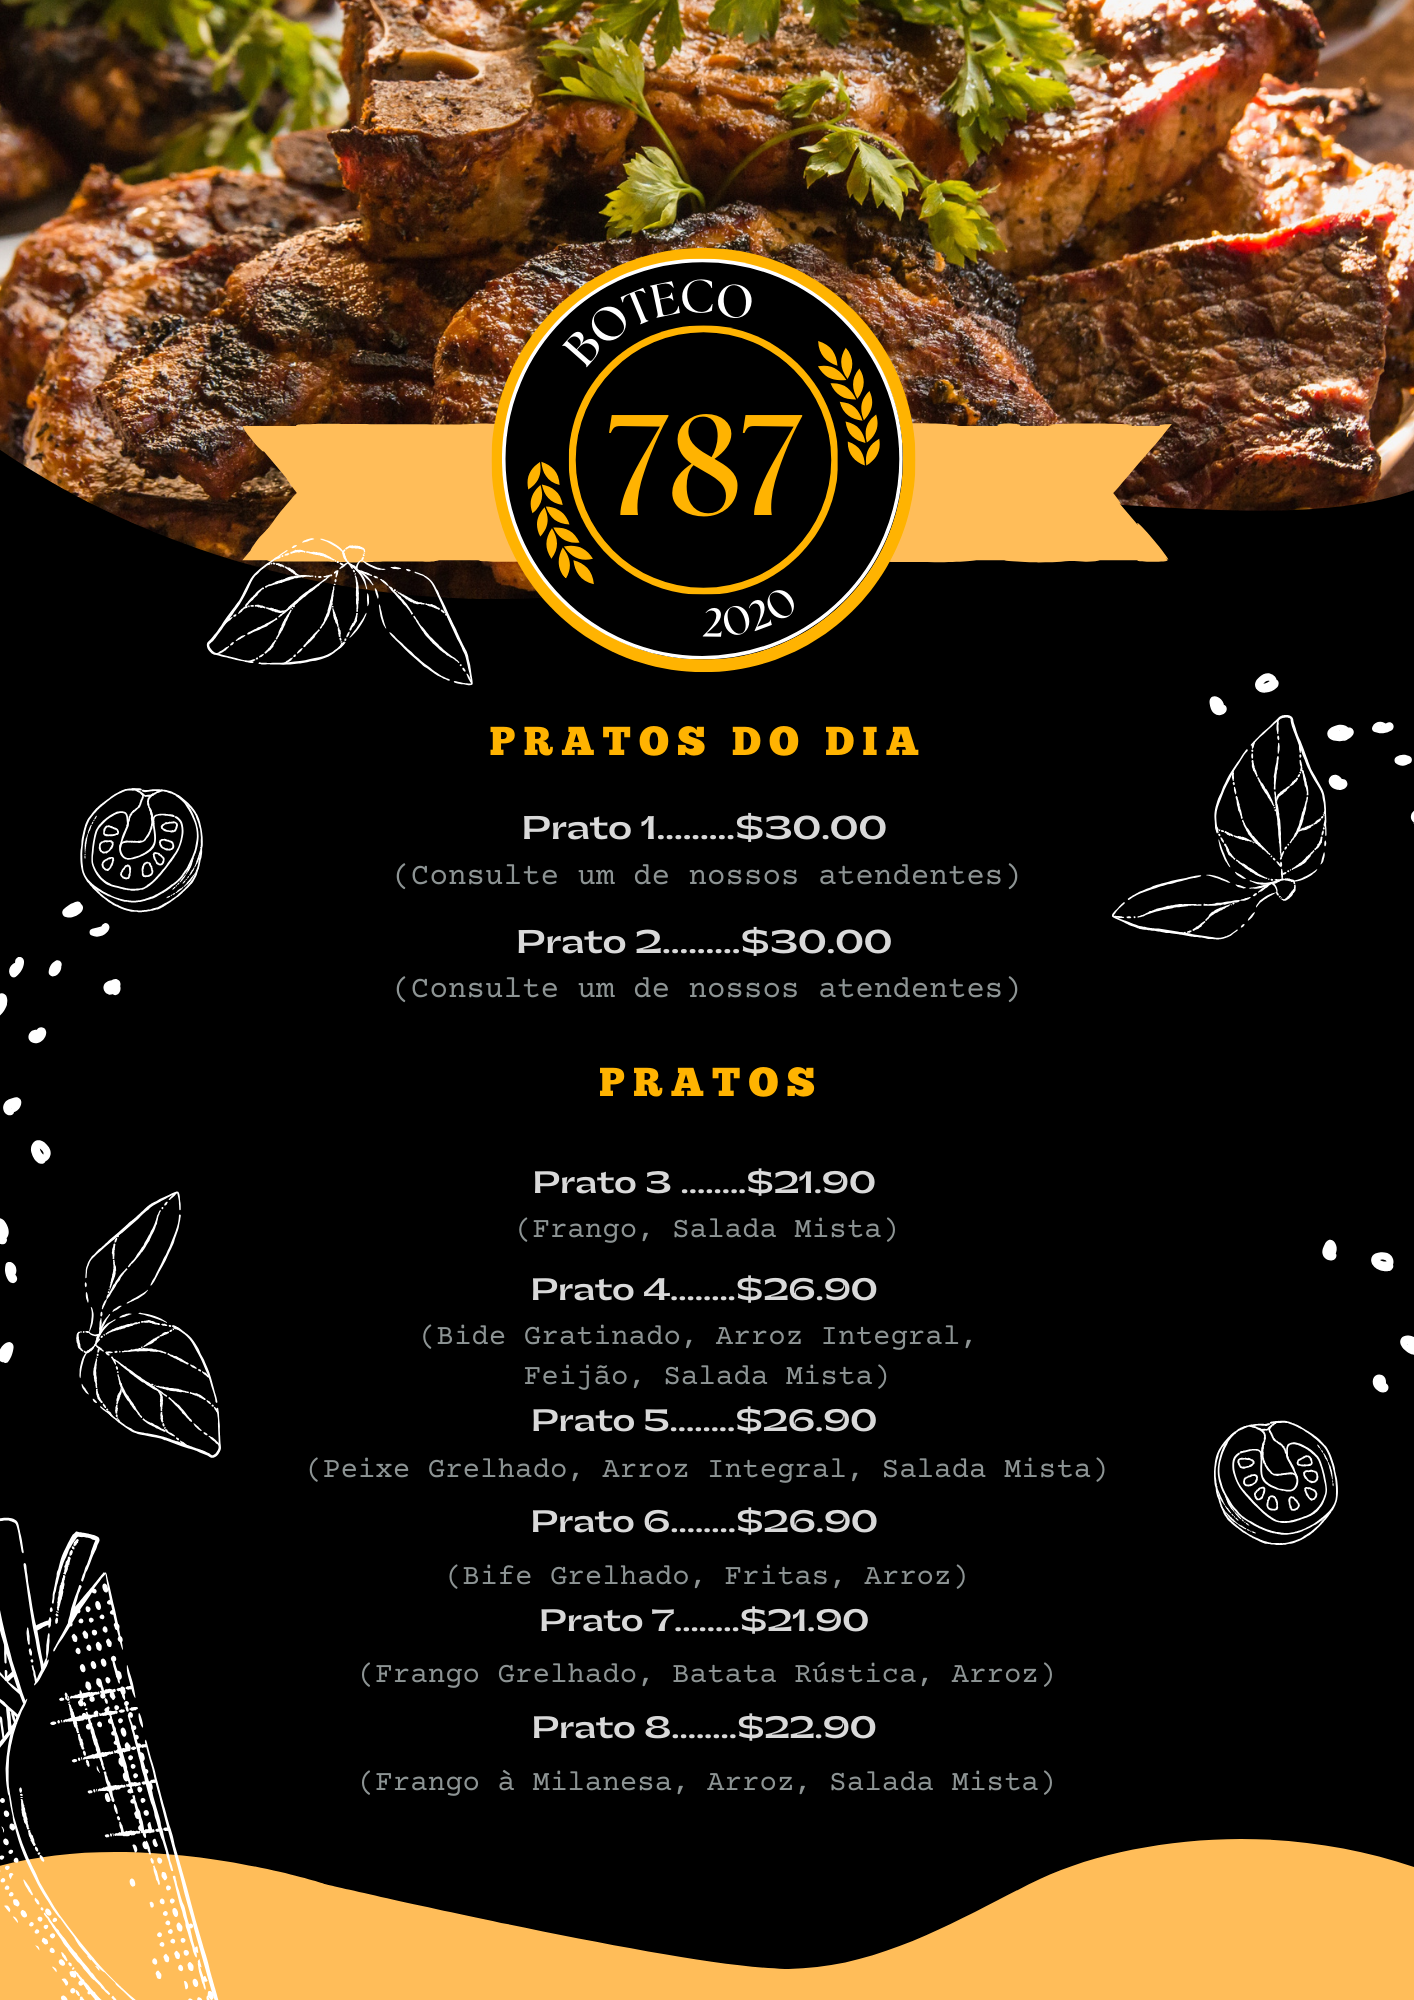 BOTECO
787
2020
PRATOS DO DIA
Prato 1.........$30.00
(Consulte um de nossos atendentes)
Prato 2.........$30.00
(Consulte um de nossos atendentes)
PRATOS
Prato 3 ........$21.90
(Frango, Salada Mista)
Prato 4........$26.90
(Bide Gratinado, Arroz Integral,
Feijão, Salada Mista)
Prato 5........$26.90
(Peixe Grelhado, Arroz Integral, Salada Mista)
Prato 6........$26.90
(Bife Grelhado, Fritas, Arroz)
Prato 7........$21.90
(Frango Grelhado, Batata Rústica, Arroz)
Prato 8........$22.90
(Frango à Milanesa, Arroz, Salada Mista)